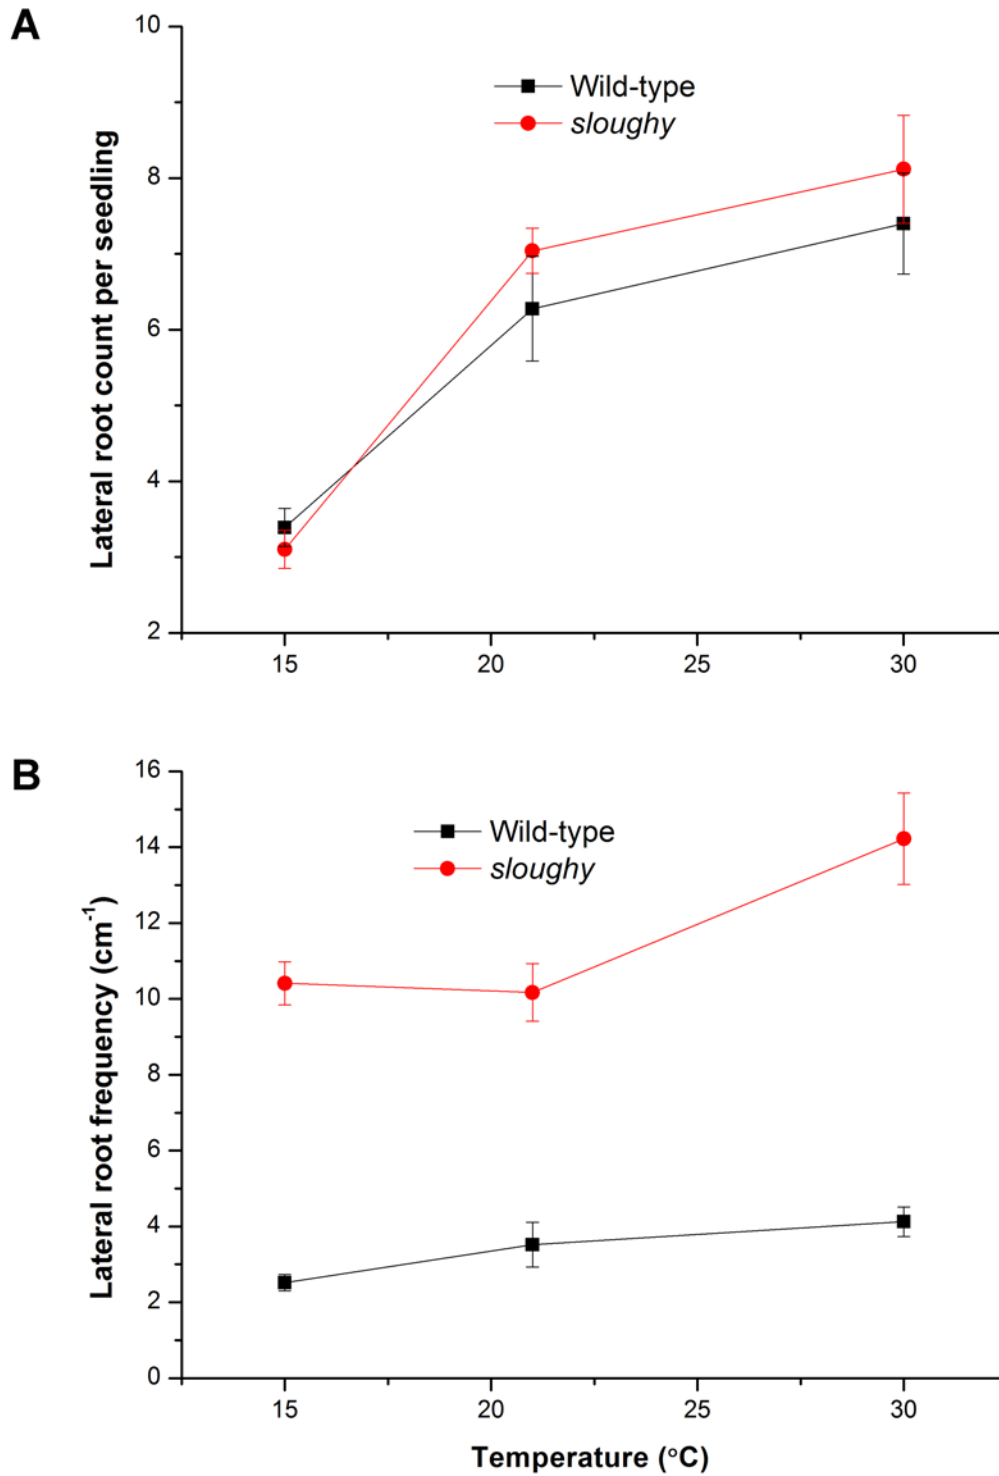 A
Lateral root count per seedling
10
8
6
4
2
Wild-type
sloughy
15 20 25 30
B
Lateral root frequency (cm⁻¹)
16
14
12
10
8
6
4
2
0
Wild-type
sloughy
15 20 25 30
Temperature (°C)